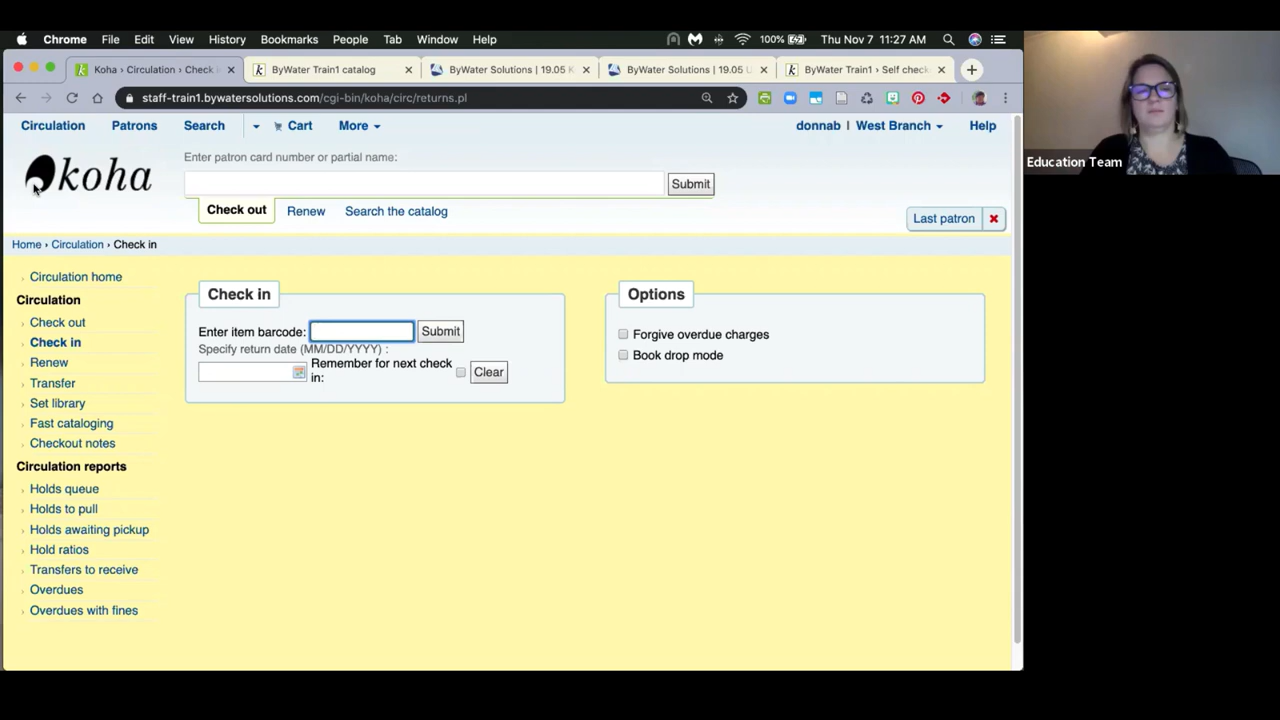 Chrome File Edit View History Bookmarks People Tab Window Help 100% Thu Nov 7 11:27 AM
Koha › Circulation › Check i ByWater Train1 catalog ByWater Solutions | 19.05 K ByWater Solutions | 19.05 U ByWater Train1 › Self check
staff-train1.bywatersolutions.com/cgi-bin/koha/circ/returns.pl
Circulation Patrons Search Cart More donnab | West Branch Help
Enter patron card number or partial name:
koha
Submit
Check out Renew Search the catalog
Last patron
Home › Circulation › Check in
Circulation home
Circulation
Check out
Check in
Renew
Transfer
Set library
Fast cataloging
Checkout notes
Circulation reports
Holds queue
Holds to pull
Holds awaiting pickup
Hold ratios
Transfers to receive
Overdues
Overdues with fines
Check in
Enter item barcode: Submit
Specify return date (MM/DD/YYYY) :
Remember for next check
in: Clear
Options
Forgive overdue charges
Book drop mode
Education Team